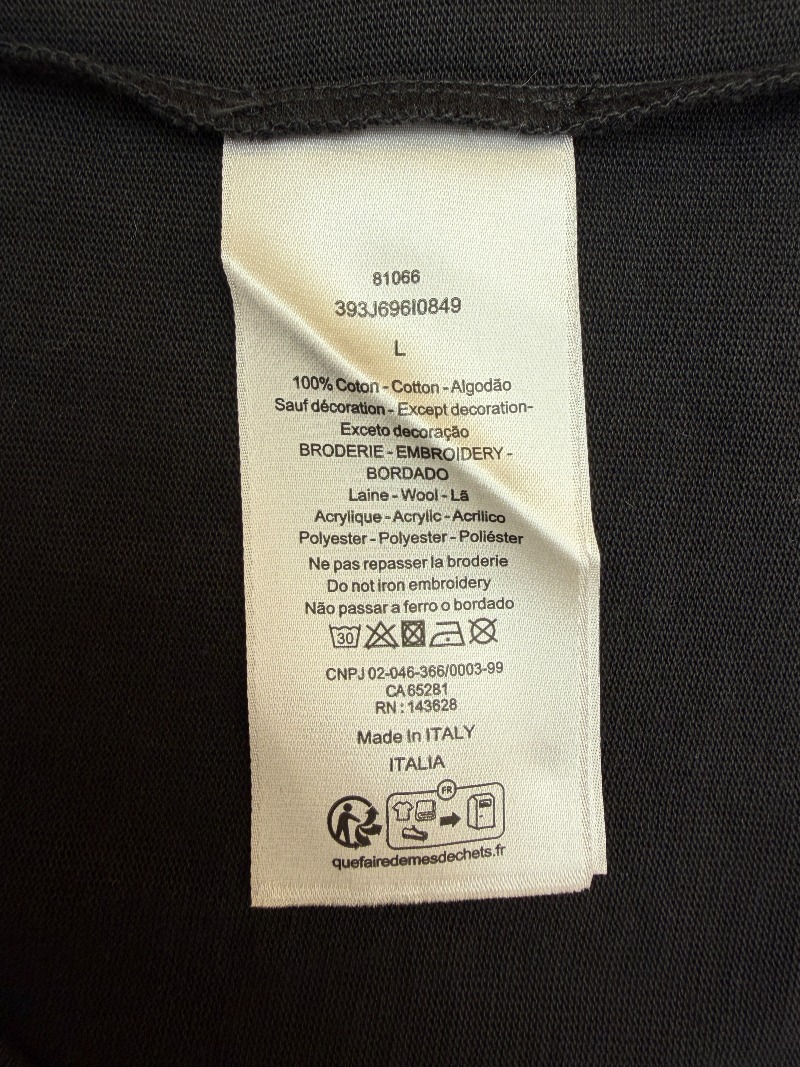 81066
393J696I0849
L
100% Coton - Cotton - Algodão
Sauf décoration - Except decoration-
Exceto decoração
BRODERIE - EMBROIDERY -
BORDADO
Laine - Wool - Lã
Acrylique - Acrylic - Acrilico
Polyester - Polyester - Poliéster
Ne pas repasser la broderie
Do not iron embroidery
Não passar a ferro o bordado
30
CNPJ 02-046-366/0003-99
CA 65281
RN : 143628
Made In ITALY
ITALIA
FR
quefairedemesdechets.fr